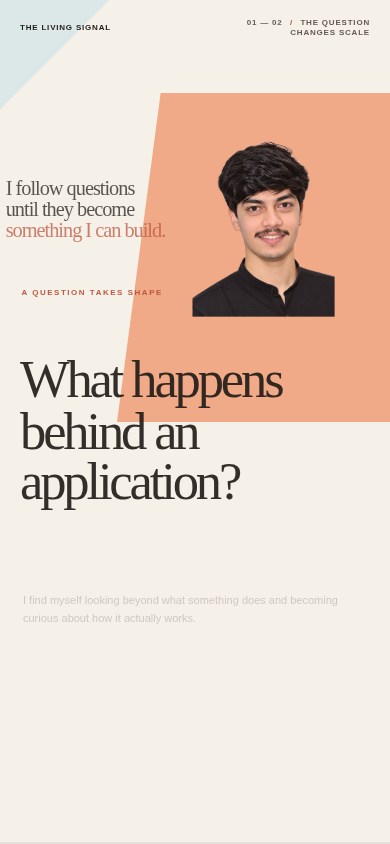 THE LIVING SIGNAL
01 — 02 / THE QUESTION
CHANGES SCALE
I follow questions
until they become
something I can build.
A QUESTION TAKES SHAPE
What happens
behind an
application?
I find myself looking beyond what something does and becoming
curious about how it actually works.